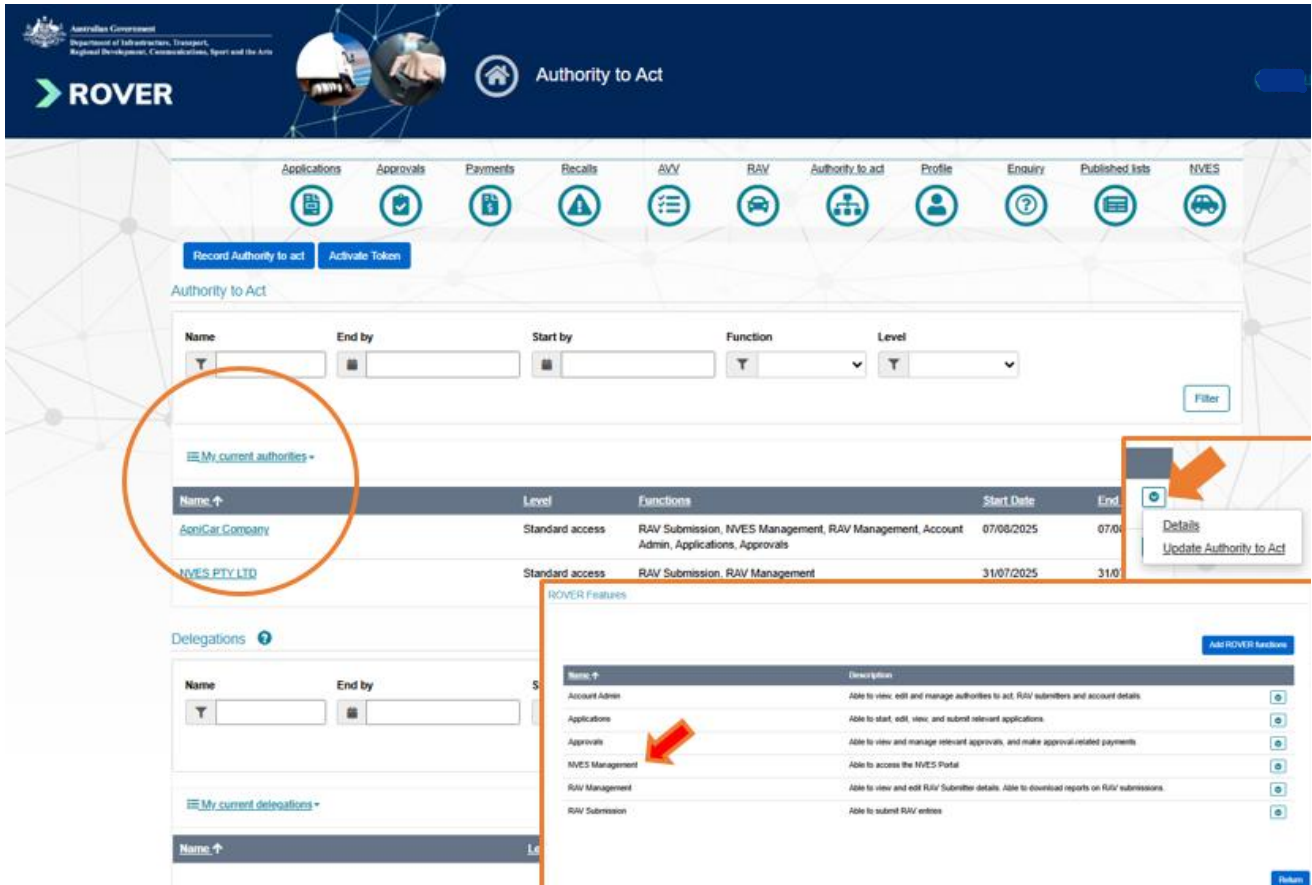 Australian Government
Department of Infrastructure, Transport,
Regional Development, Communications, Sport and the Arts
ROVER
Authority to Act
Applications Approvals Payments Recalls AVV RAV Authority to act Profile Enquiry Published lists NVES
Record Authority to act Activate Token
Authority to Act
Name End by Start by Function Level
Filter
My current authorities
Name Level Functions Start Date End
ApniCar Company Standard access RAV Submission, NVES Management, RAV Management, Account 07/08/2025 07/0
Admin, Applications, Approvals
Details
Update Authority to Act
NVES PTY LTD Standard access RAV Submission, RAV Management 31/07/2025 31/0
ROVER Features
Add ROVER functions
Name Description
Account Admin Able to view, edit and manage authorities to act, RAV submitters and account details.
Applications Able to start, edit, view, and submit relevant applications.
Approvals Able to view and manage relevant approvals, and make approval-related payments
NVES Management Able to access the NVES Portal
RAV Management Able to view and edit RAV Submitter details. Able to download reports on RAV submissions.
RAV Submission Able to submit RAV entries
Return
Delegations
Name End by S
My current delegations
Name Le